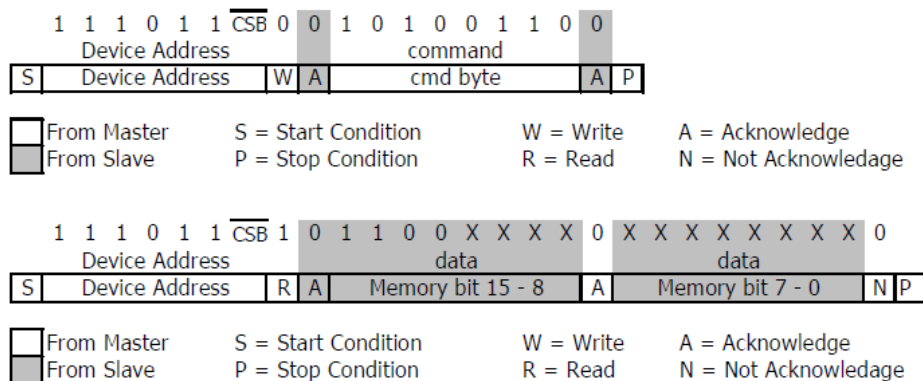 1 1 1 0 1 1 CSB 0 0 1 0 1 0 0 1 1 0 0
Device Address command
S Device Address W A cmd byte A P
From Master S = Start Condition W = Write A = Acknowledge
From Slave P = Stop Condition R = Read N = Not Acknowledage
1 1 1 0 1 1 CSB 1 0 1 1 0 0 X X X X 0 X X X X X X X X 0
Device Address data data
S Device Address R A Memory bit 15 - 8 A Memory bit 7 - 0 N P
From Master S = Start Condition W = Write A = Acknowledge
From Slave P = Stop Condition R = Read N = Not Acknowledage